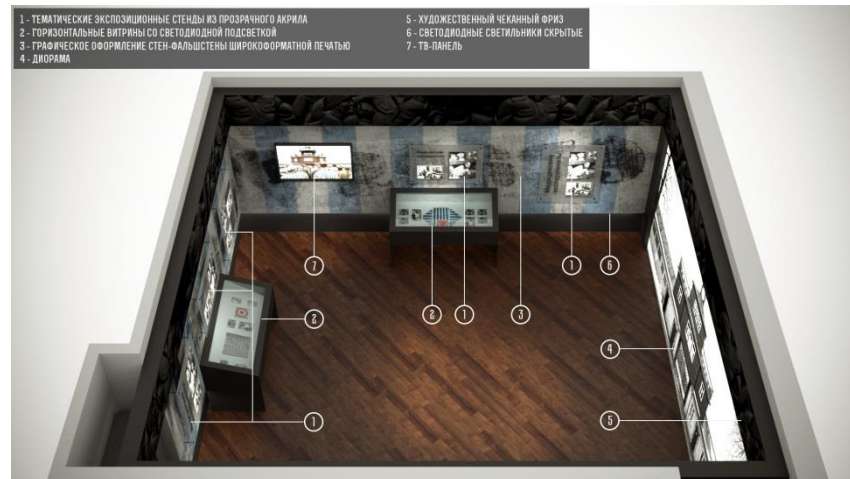 1 - ТЕМАТИЧЕСКИЕ ЭКСПОЗИЦИОННЫЕ СТЕНДЫ ИЗ ПРОЗРАЧНОГО АКРИЛА
2 - ГОРИЗОНТАЛЬНЫЕ ВИТРИНЫ СО СВЕТОДИОДНОЙ ПОДСВЕТКОЙ
3 - ГРАФИЧЕСКОЕ ОФОРМЛЕНИЕ СТЕН-ФАЛЬШСТЕНЫ ШИРОКОФОРМАТНОЙ ПЕЧАТЬЮ
4 - ДИОРАМА
5 - ХУДОЖЕСТВЕННЫЙ ЧЕКАННЫЙ ФРИЗ
6 - СВЕТОДИОДНЫЕ СВЕТИЛЬНИКИ СКРЫТЫЕ
7 - ТВ-ПАНЕЛЬ
7
1
6
2
2
1
3
4
1
5